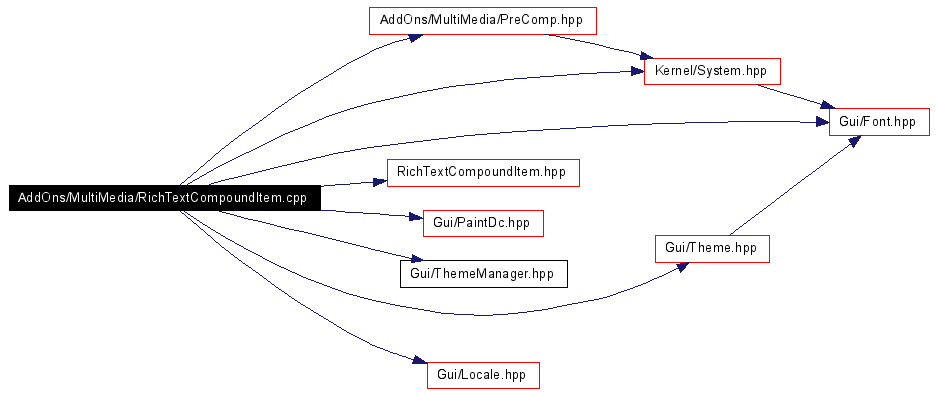 AddOns/MultiMedia/PreComp.hpp
Kernel/System.hpp
Gui/Font.hpp
RichTextCompoundItem.hpp
AddOns/MultiMedia/RichTextCompoundItem.cpp
Gui/PaintDc.hpp
Gui/Theme.hpp
Gui/ThemeManager.hpp
Gui/Locale.hpp